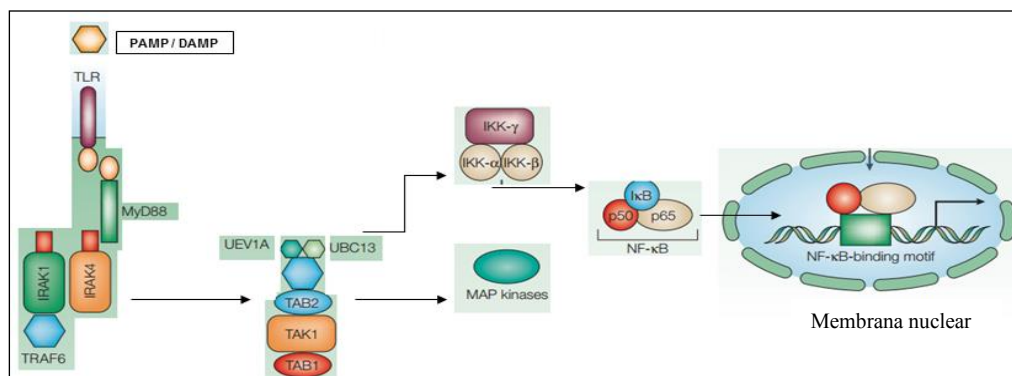 PAMP / DAMP
TLR
MyD88
IRAK1
IRAK4
TRAF6
UEV1A
UBC13
TAB2
TAK1
TAB1
IKK-γ
IKK-α
IKK-β
MAP kinases
IκB
p50
p65
NF-κB
NF-κB-binding motif
Membrana nuclear